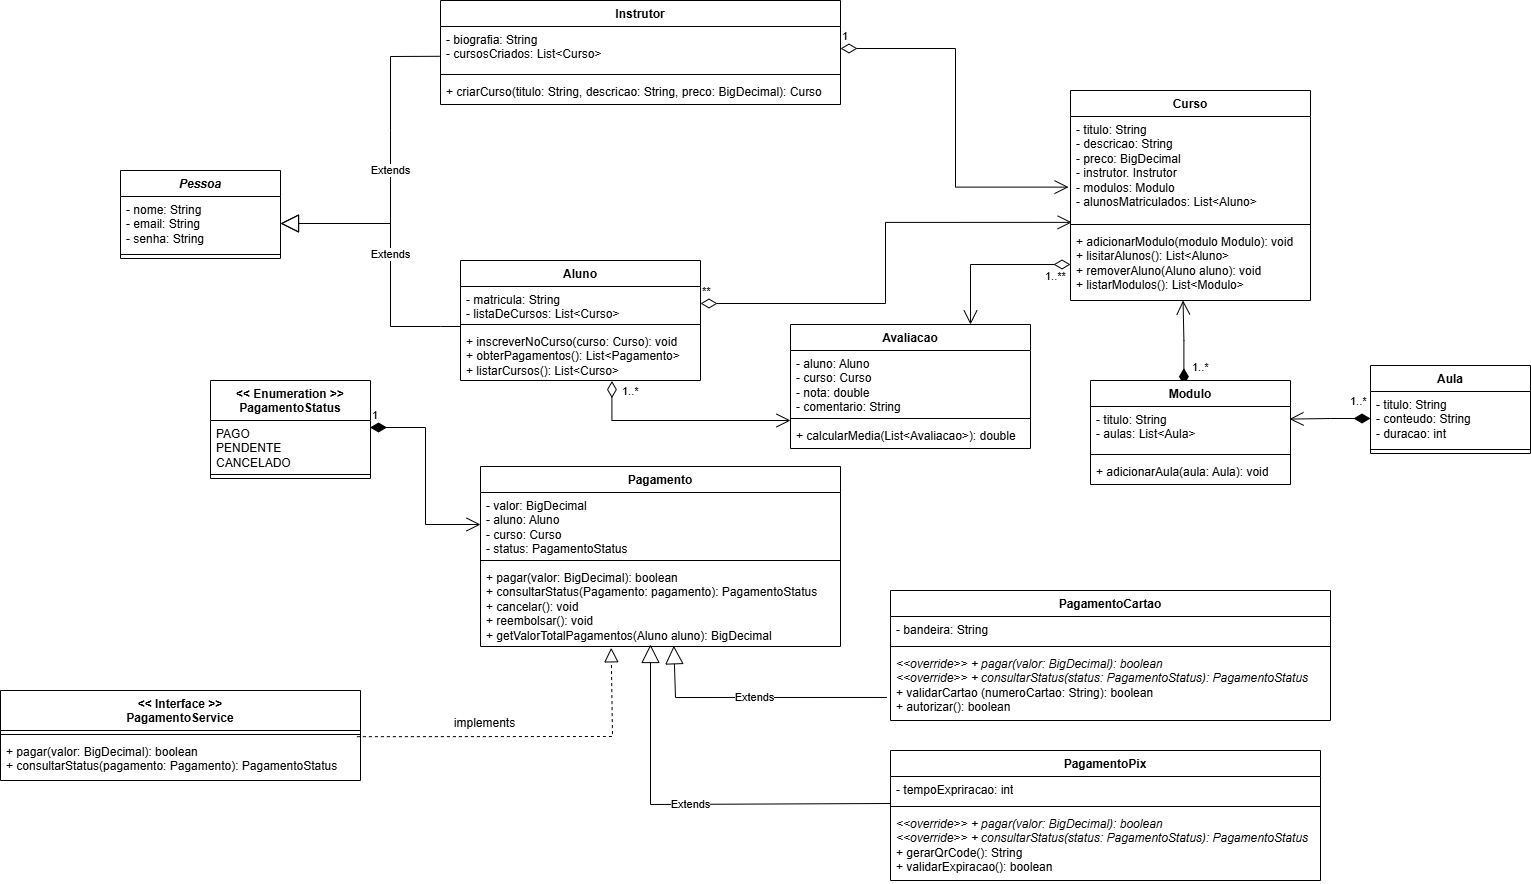 Instrutor
- biografia: String
- cursosCriados: List<Curso>
+ criarCurso(titulo: String, descricao: String, preco: BigDecimal): Curso
1
Curso
- titulo: String
- descricao: String
- preco: BigDecimal
- instrutor. Instrutor
- modulos: Modulo
- alunosMatriculados: List<Aluno>
+ adicionarModulo(modulo Modulo): void
+ lisitarAlunos(): List<Aluno>
+ removerAluno(Aluno aluno): void
+ listarModulos(): List<Modulo>
Extends
Pessoa
- nome: String
- email: String
- senha: String
Extends
Aluno
- matricula: String
- listaDeCursos: List<Curso>
+ inscreverNoCurso(curso: Curso): void
+ obterPagamentos(): List<Pagamento>
+ listarCursos(): List<Curso>
**
1..**
1..*
Avaliacao
- aluno: Aluno
- curso: Curso
- nota: double
- comentario: String
+ calcularMedia(List<Avaliacao>): double
1..*
Modulo
- titulo: String
- aulas: List<Aula>
+ adicionarAula(aula: Aula): void
1..*
Aula
- titulo: String
- conteudo: String
- duracao: int
<< Enumeration >>
PagamentoStatus
PAGO
PENDENTE
CANCELADO
1
Pagamento
- valor: BigDecimal
- aluno: Aluno
- curso: Curso
- status: PagamentoStatus
+ pagar(valor: BigDecimal): boolean
+ consultarStatus(Pagamento: pagamento): PagamentoStatus
+ cancelar(): void
+ reembolsar(): void
+ getValorTotalPagamentos(Aluno aluno): BigDecimal
PagamentoCartao
- bandeira: String
<<override>> + pagar(valor: BigDecimal): boolean
<<override>> + consultarStatus(status: PagamentoStatus): PagamentoStatus
+ validarCartao (numeroCartao: String): boolean
+ autorizar(): boolean
Extends
<< Interface >>
PagamentoService
+ pagar(valor: BigDecimal): boolean
+ consultarStatus(pagamento: Pagamento): PagamentoStatus
implements
Extends
PagamentoPix
- tempoExpriracao: int
<<override>> + pagar(valor: BigDecimal): boolean
<<override>> + consultarStatus(status: PagamentoStatus): PagamentoStatus
+ gerarQrCode(): String
+ validarExpiracao(): boolean